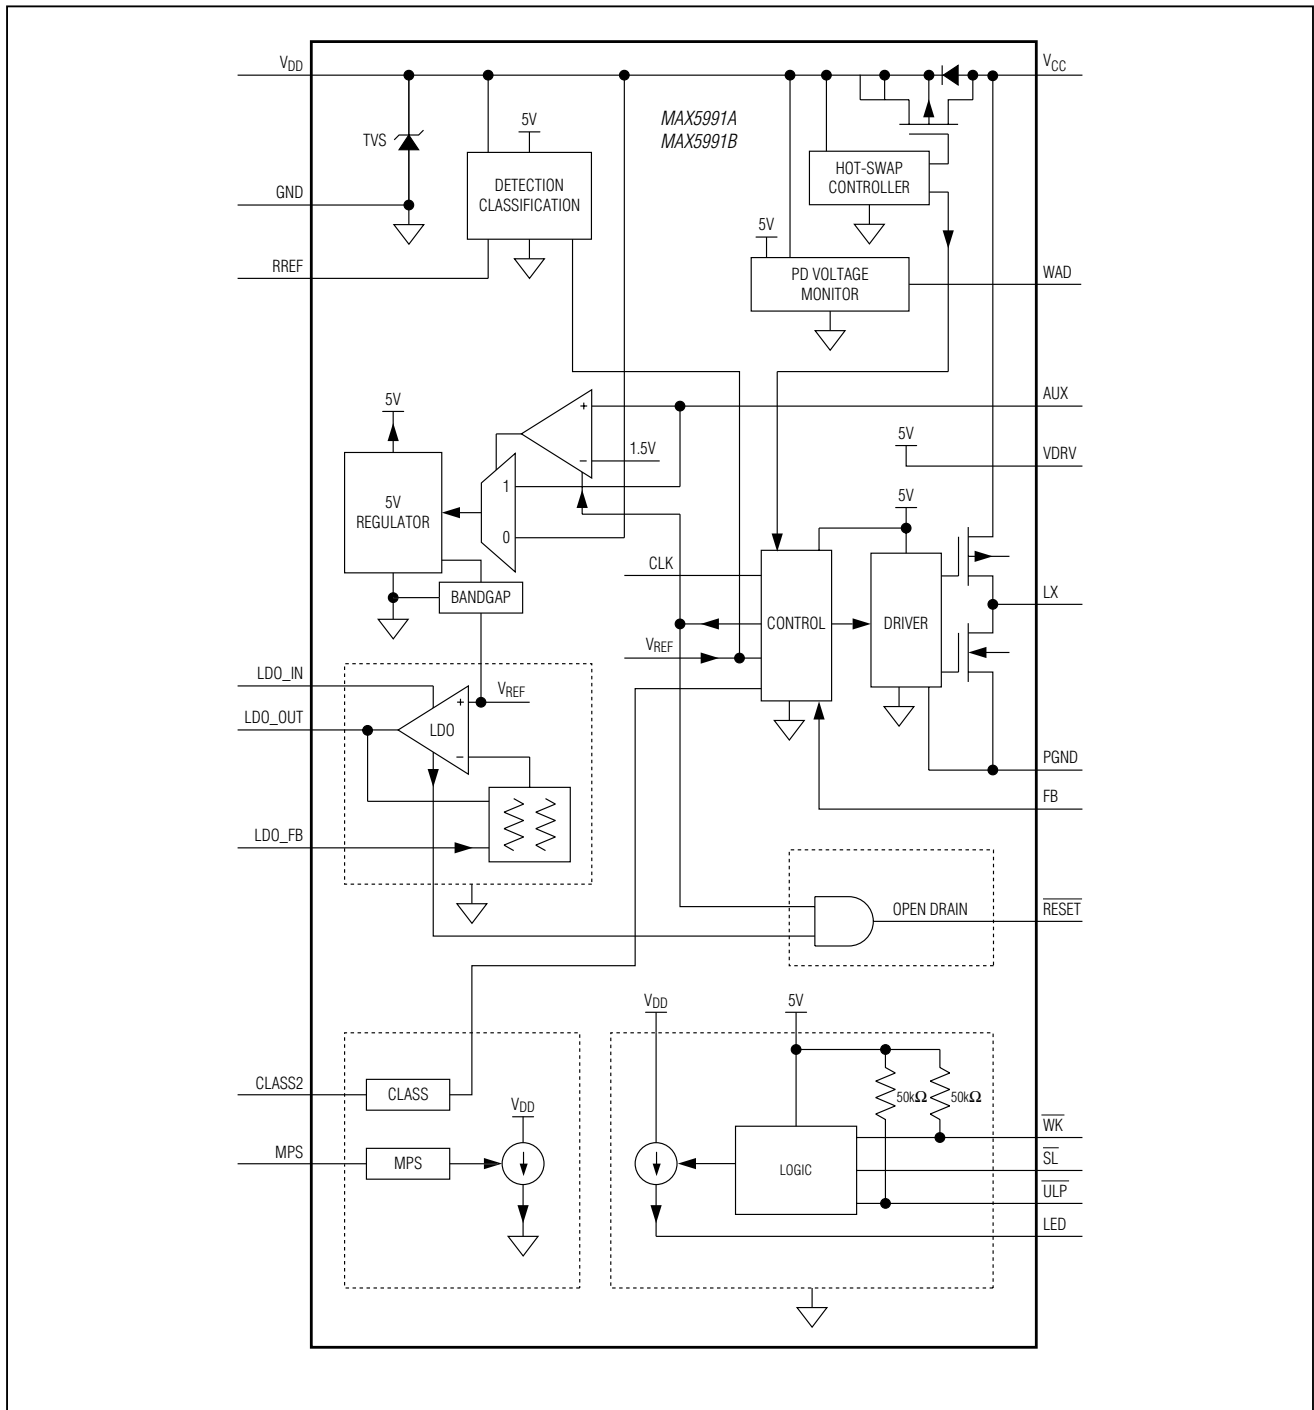 VDD
VCC
MAX5991A
MAX5991B
5V
TVS
DETECTION
CLASSIFICATION
HOT-SWAP
CONTROLLER
GND
5V
RREF
PD VOLTAGE
MONITOR
WAD
5V
+
AUX
5V
VDRV
−
1.5V
1
5V
REGULATOR
0
5V
CLK
BANDGAP
LX
CONTROL
DRIVER
VREF
LDO_IN
VREF
+
LDO_OUT
LDO
−
PGND
FB
LDO_FB
OPEN DRAIN
RESET
VDD
5V
CLASS2
CLASS
50kΩ
50kΩ
VDD
WK
MPS
MPS
LOGIC
SL
ULP
LED